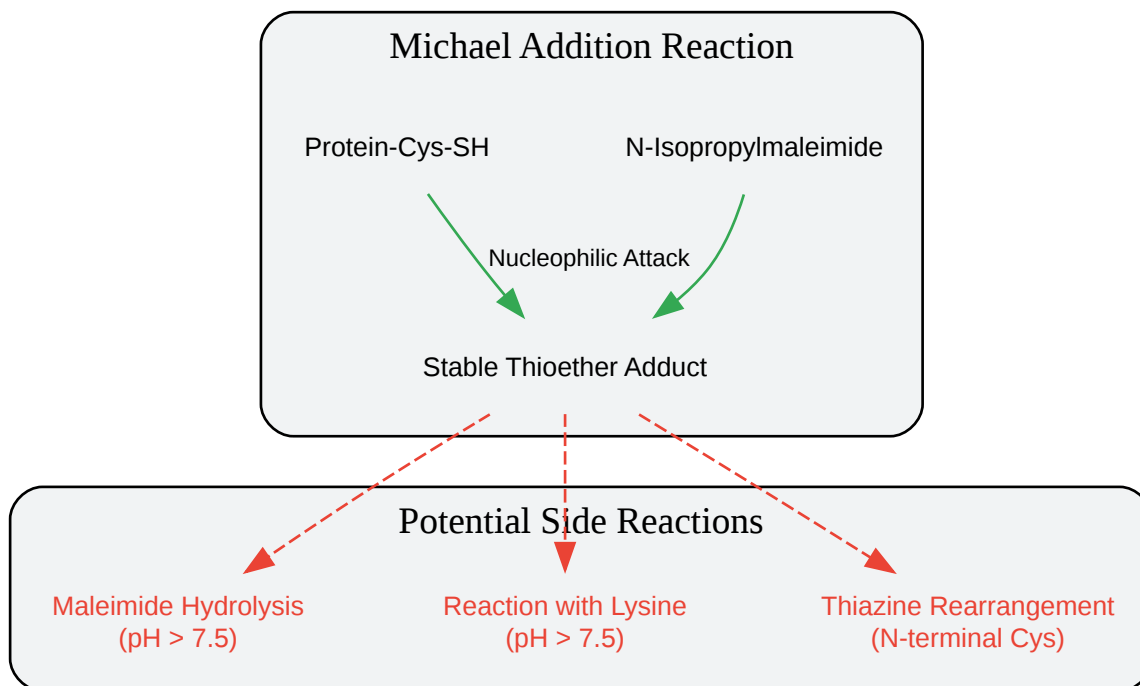 Michael Addition Reaction
Protein-Cys-SH
N-Isopropylmaleimide
Nucleophilic Attack
Stable Thioether Adduct
Potential Side Reactions
Maleimide Hydrolysis
(pH > 7.5)
Reaction with Lysine
(pH > 7.5)
Thiazine Rearrangement
(N-terminal Cys)